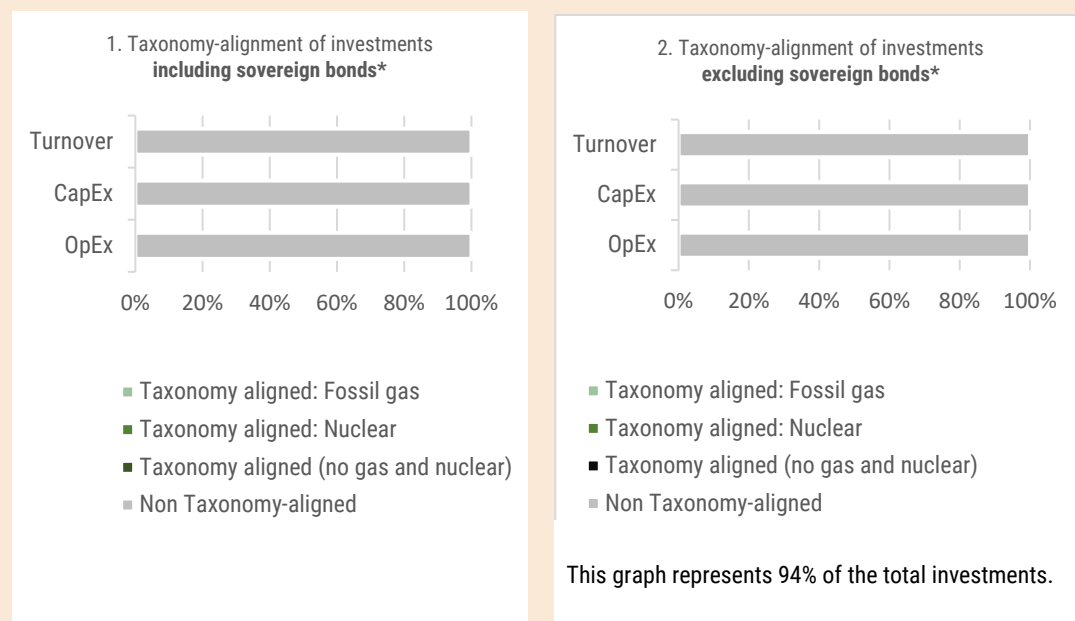 1. Taxonomy-alignment of investments
including sovereign bonds*
Turnover
CapEx
OpEx
0% 20% 40% 60% 80% 100%
Taxonomy aligned: Fossil gas
Taxonomy aligned: Nuclear
Taxonomy aligned (no gas and nuclear)
Non Taxonomy-aligned
2. Taxonomy-alignment of investments
excluding sovereign bonds*
Turnover
CapEx
OpEx
0% 20% 40% 60% 80% 100%
Taxonomy aligned: Fossil gas
Taxonomy aligned: Nuclear
Taxonomy aligned (no gas and nuclear)
Non Taxonomy-aligned
This graph represents 94% of the total investments.